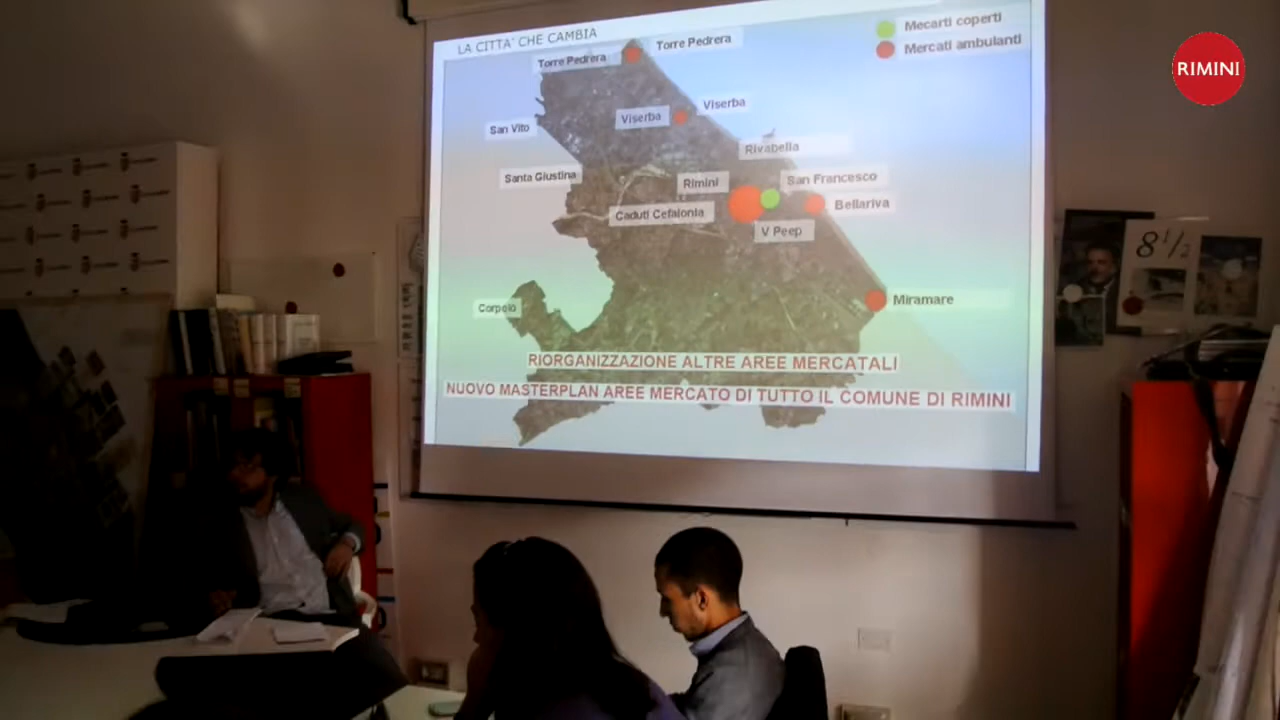 LA CITTA' CHE CAMBIA
Mecarti coperti
Mercati ambulanti
RIMINI
Torre Pedrera
Torre Pedrera
Viserba
Viserba
San Vito
Rivabella
Santa Giustina
Rimini
San Francesco
Caduti Cefalonia
Bellariva
V Peep
Corpolò
Miramare
RIORGANIZZAZIONE ALTRE AREE MERCATALI
NUOVO MASTERPLAN AREE MERCATO DI TUTTO IL COMUNE DI RIMINI
8 1/2